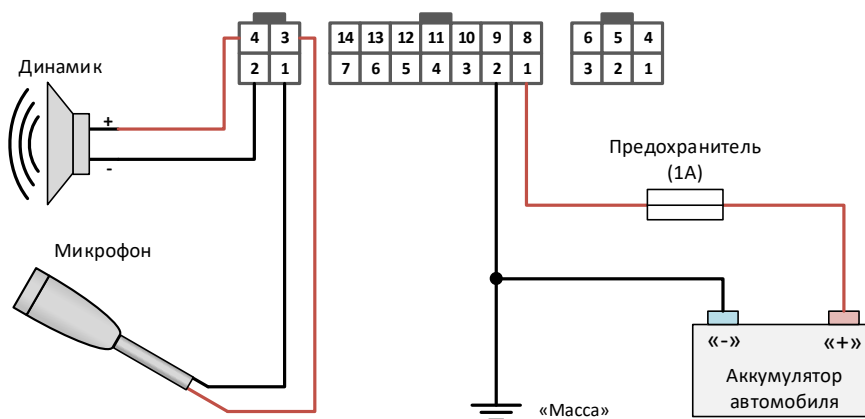 4 3
2 1
14 13 12 11 10 9 8
7 6 5 4 3 2 1
6 5 4
3 2 1
Динамик
+
-
Предохранитель
(1А)
Микрофон
«-» «+»
Аккумулятор
автомобиля
«Масса»